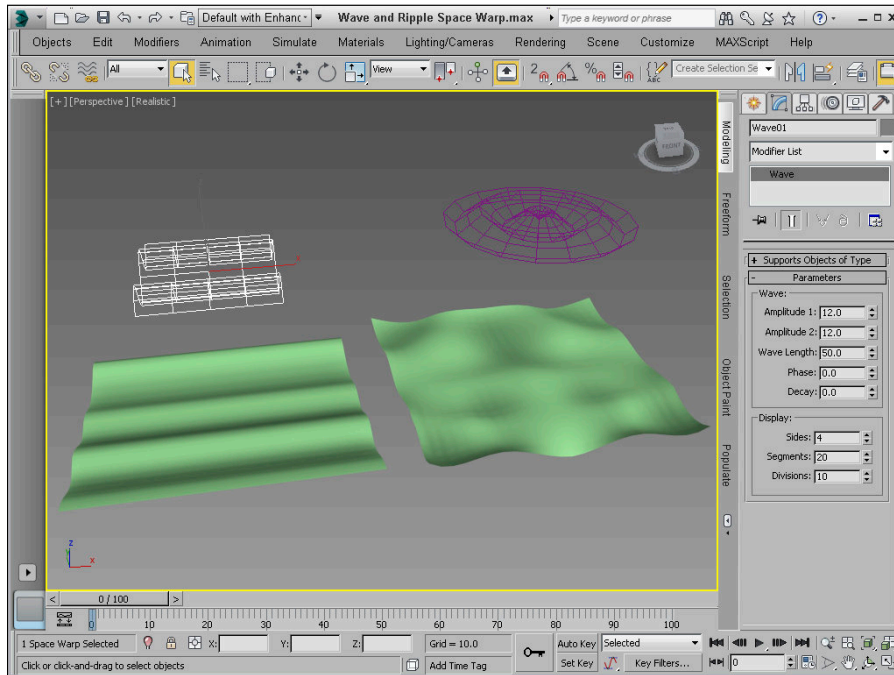 Default with Enhanc
Wave and Ripple Space Warp.max
Type a keyword or phrase
Objects Edit Modifiers Animation Simulate Materials Lighting/Cameras Rendering Scene Customize MAXScript Help
All
View
2
%
ABC
Create Selection Se
[+] [Perspective] [Realistic]
FRONT
x
Modeling
Freeform
Selection
Object Paint
Populate
Wave01
Modifier List
Wave
+ Supports Objects of Type
- Parameters
Wave:
Amplitude 1: 12.0
Amplitude 2: 12.0
Wave Length: 50.0
Phase: 0.0
Decay: 0.0
Display:
Sides: 4
Segments: 20
Divisions: 10
z
x
< 0 / 100 >
0 10 20 30 40 50 60 70 80 90 100
1 Space Warp Selected X: Y: Z: Grid = 10.0 Auto Key Selected
Click or click-and-drag to select objects Add Time Tag Set Key Key Filters... 0